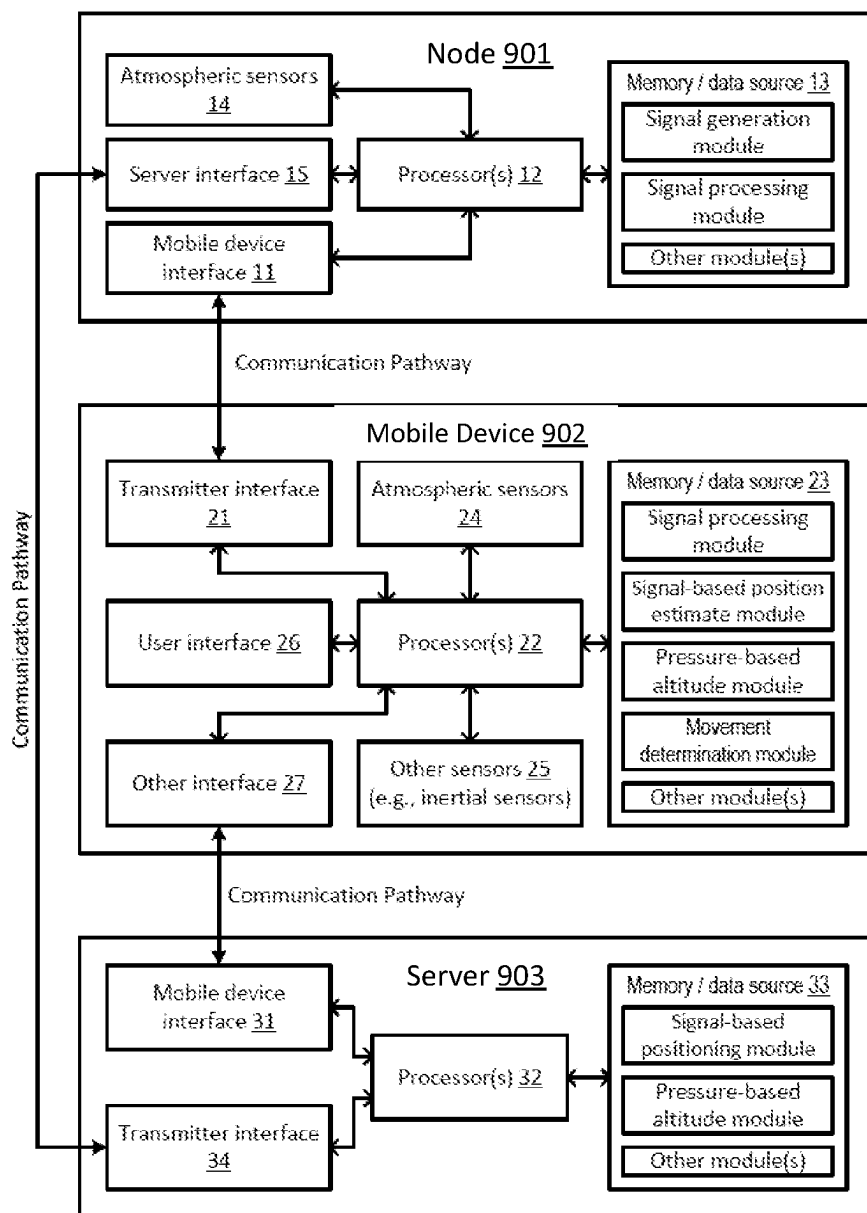 Node 901
Atmospheric sensors
14
Server interface 15
Mobile device
interface 11
Processor(s) 12
Memory / data source 13
Signal generation
module
Signal processing
module
Other module(s)
Communication Pathway
Communication Pathway
Mobile Device 902
Transmitter interface
21
Atmospheric sensors
24
User interface 26
Processor(s) 22
Other interface 27
Other sensors 25
(e.g., inertial sensors)
Memory / data source 23
Signal processing
module
Signal-based position
estimate module
Pressure-based
altitude module
Movement
determination module
Other module(s)
Communication Pathway
Server 903
Mobile device
interface 31
Transmitter interface
34
Processor(s) 32
Memory / data source 33
Signal-based
positioning module
Pressure-based
altitude module
Other module(s)